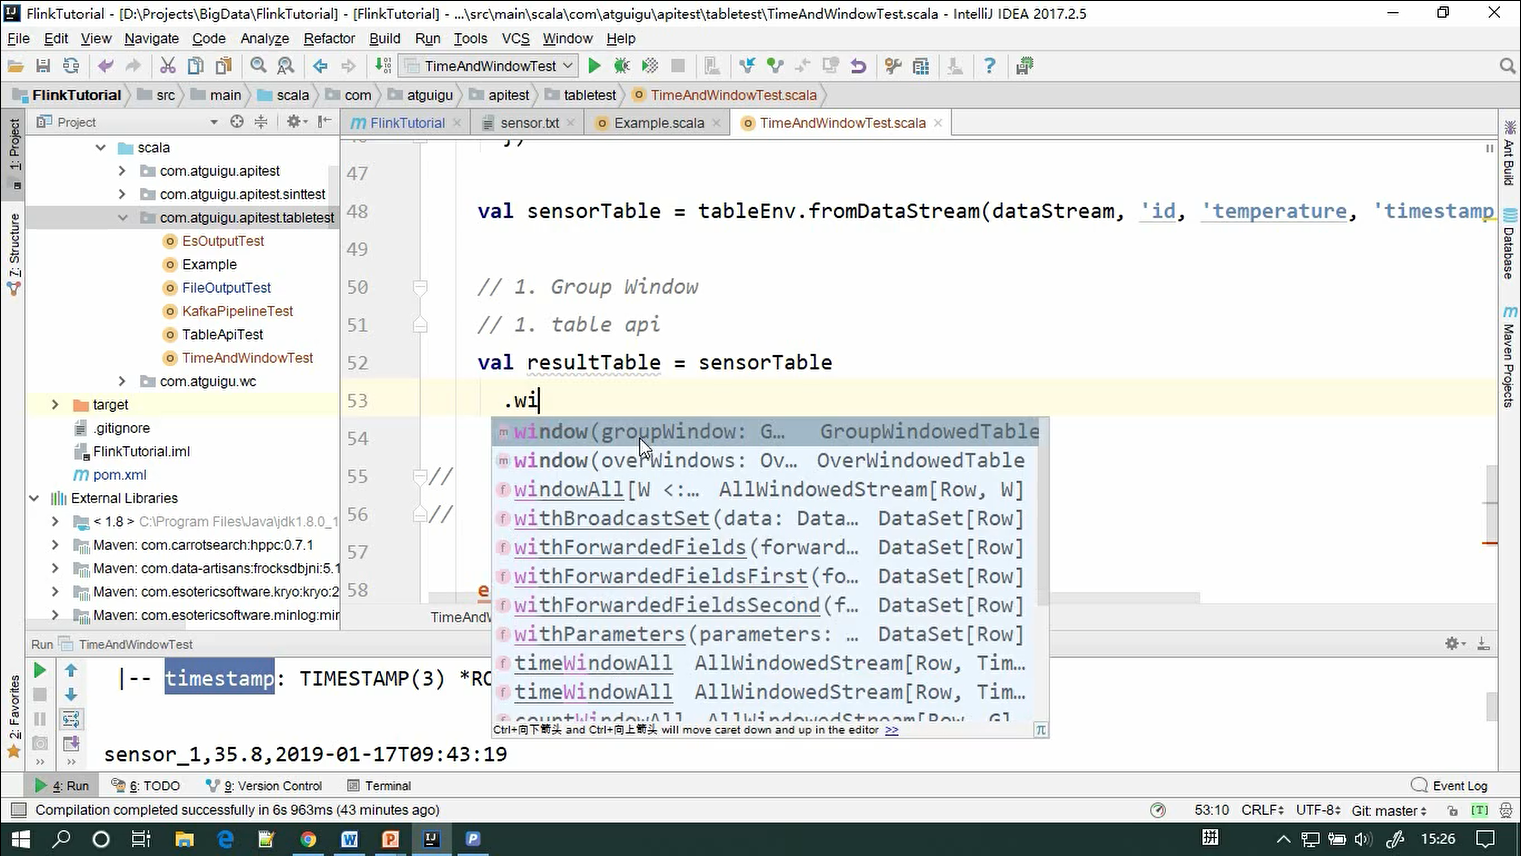 FlinkTutorial - [D:\Projects\BigData\FlinkTutorial] - [FlinkTutorial] - ...\src\main\scala\com\atguigu\apitest\tabletest\TimeAndWindowTest.scala - IntelliJ IDEA 2017.2.5
File Edit View Navigate Code Analyze Refactor Build Run Tools VCS Window Help
TimeAndWindowTest
FlinkTutorial src main scala com atguigu apitest tabletest TimeAndWindowTest.scala
Project
FlinkTutorial sensor.txt Example.scala TimeAndWindowTest.scala
1: Project
7: Structure
2: Favorites
Ant Build
Database
Maven Projects
scala
com.atguigu.apitest
com.atguigu.apitest.sinttest
com.atguigu.apitest.tabletest
EsOutputTest
Example
FileOutputTest
KafkaPipelineTest
TableApiTest
TimeAndWindowTest
com.atguigu.wc
target
.gitignore
FlinkTutorial.iml
pom.xml
External Libraries
< 1.8 > C:\Program Files\Java\jdk1.8.0_1
Maven: com.carrotsearch:hppc:0.7.1
Maven: com.data-artisans:frocksdbjni:5.1
Maven: com.esotericsoftware.kryo:kryo:2
Maven: com.esotericsoftware.minlog:min
47
48 val sensorTable = tableEnv.fromDataStream(dataStream, 'id, 'temperature, 'timestamp
49
50 // 1. Group Window
51 // 1. table api
52 val resultTable = sensorTable
53 .wi
54
55 //
56 //
57
58 e
window(groupWindow: G… GroupWindowedTable
window(overWindows: Ov… OverWindowedTable
windowAll[W <:… AllWindowedStream[Row, W]
withBroadcastSet(data: Data… DataSet[Row]
withForwardedFields(forward… DataSet[Row]
withForwardedFieldsFirst(fo… DataSet[Row]
withForwardedFieldsSecond(f… DataSet[Row]
withParameters(parameters: … DataSet[Row]
timeWindowAll AllWindowedStream[Row, Tim…
timeWindowAll AllWindowedStream[Row, Tim…
countWindowAll AllWindowedStream[Row, Gl
Ctrl+向下箭头 and Ctrl+向上箭头 will move caret down and up in the editor >>
TimeAndW
Run TimeAndWindowTest
|-- timestamp: TIMESTAMP(3) *RO
sensor_1,35.8,2019-01-17T09:43:19
4: Run 6: TODO 9: Version Control Terminal Event Log
Compilation completed successfully in 6s 963ms (43 minutes ago) 53:10 CRLF UTF-8 Git: master [T]
拼 15:26